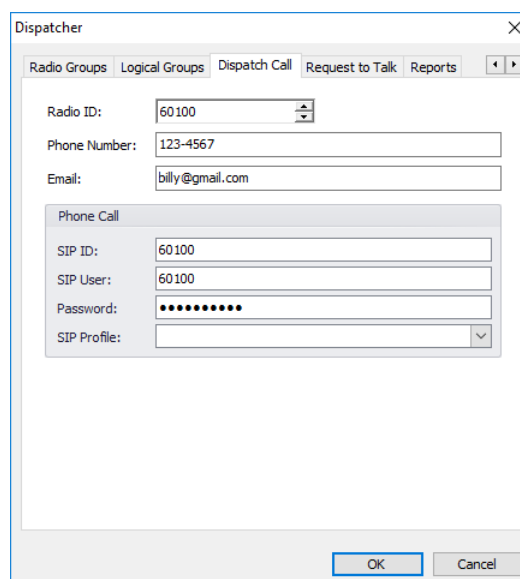 Dispatcher
Radio Groups Logical Groups Dispatch Call Request to Talk Reports
Radio ID: 60100
Phone Number: 123-4567
Email: billy@gmail.com
Phone Call
SIP ID: 60100
SIP User: 60100
Password: ●●●●●●●●●●
SIP Profile:
OK Cancel